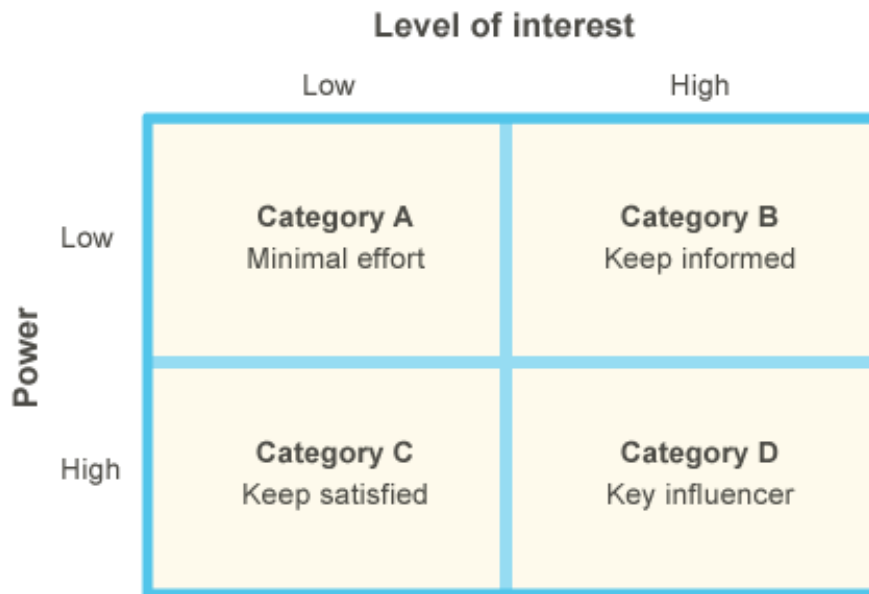 Level of interest
Low High
Category A Category B
Low
Minimal effort Keep informed
Power
Category C Category D
High
Keep satisfied Key influencer